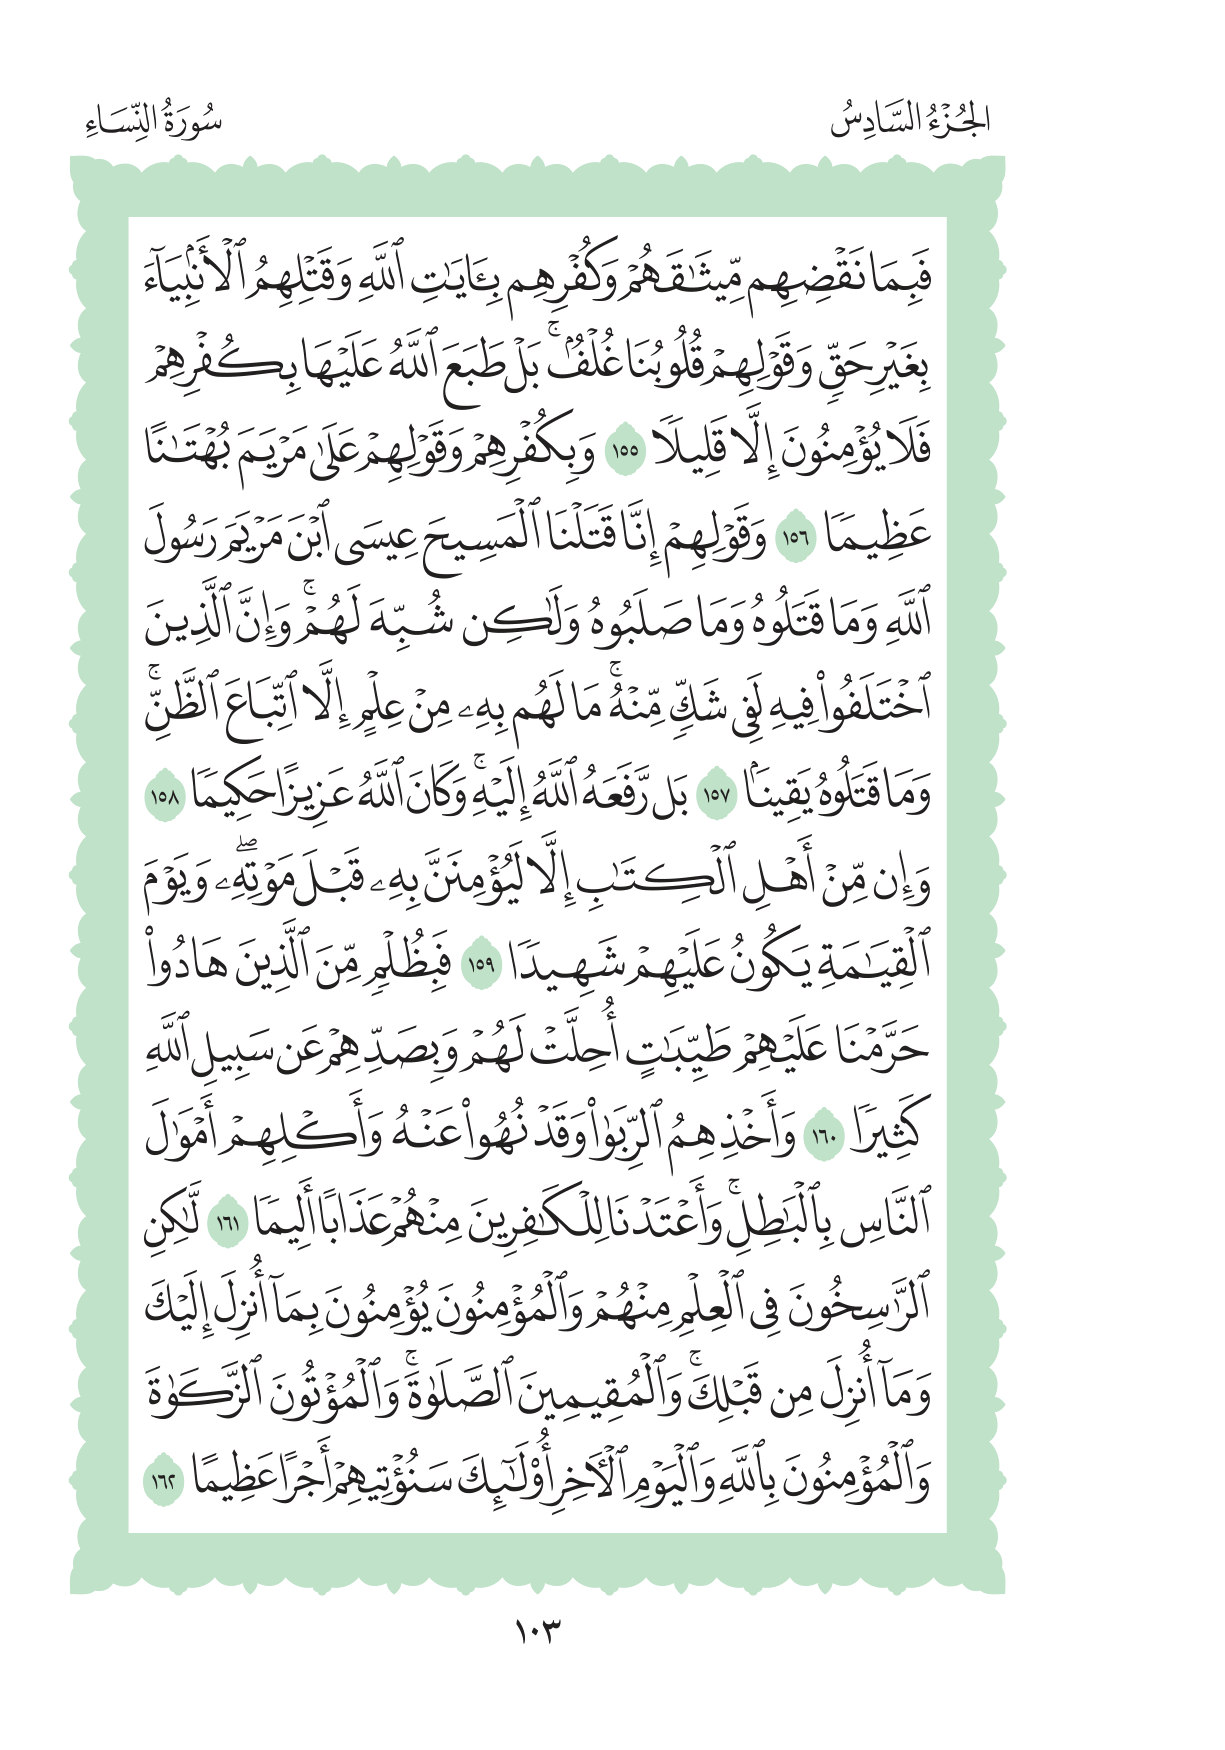 الجُزْءُ السَّادِسُ
سُورَةُ النِّسَاءِ
فَبِمَا نَقۡضِهِم مِّيثَٰقَهُمۡ وَكُفۡرِهِم بِـَٔايَٰتِ ٱللَّهِ وَقَتۡلِهِمُ ٱلۡأَنۢبِيَآءَ
بِغَيۡرِ حَقّٖ وَقَوۡلِهِمۡ قُلُوبُنَا غُلۡفُۢۚ بَلۡ طَبَعَ ٱللَّهُ عَلَيۡهَا بِكُفۡرِهِمۡ
فَلَا يُؤۡمِنُونَ إِلَّا قَلِيلٗا ١٥٥ وَبِكُفۡرِهِمۡ وَقَوۡلِهِمۡ عَلَىٰ مَرۡيَمَ بُهۡتَٰنًا
عَظِيمٗا ١٥٦ وَقَوۡلِهِمۡ إِنَّا قَتَلۡنَا ٱلۡمَسِيحَ عِيسَى ٱبۡنَ مَرۡيَمَ رَسُولَ
ٱللَّهِ وَمَا قَتَلُوهُ وَمَا صَلَبُوهُ وَلَٰكِن شُبِّهَ لَهُمۡۚ وَإِنَّ ٱلَّذِينَ
ٱخۡتَلَفُواْ فِيهِ لَفِي شَكّٖ مِّنۡهُۚ مَا لَهُم بِهِۦ مِنۡ عِلۡمٍ إِلَّا ٱتِّبَاعَ ٱلظَّنِّۚ
وَمَا قَتَلُوهُ يَقِينَۢا ١٥٧ بَل رَّفَعَهُ ٱللَّهُ إِلَيۡهِۚ وَكَانَ ٱللَّهُ عَزِيزًا حَكِيمٗا ١٥٨
وَإِن مِّنۡ أَهۡلِ ٱلۡكِتَٰبِ إِلَّا لَيُؤۡمِنَنَّ بِهِۦ قَبۡلَ مَوۡتِهِۦۖ وَيَوۡمَ
ٱلۡقِيَٰمَةِ يَكُونُ عَلَيۡهِمۡ شَهِيدٗا ١٥٩ فَبِظُلۡمٖ مِّنَ ٱلَّذِينَ هَادُواْ
حَرَّمۡنَا عَلَيۡهِمۡ طَيِّبَٰتٍ أُحِلَّتۡ لَهُمۡ وَبِصَدِّهِمۡ عَن سَبِيلِ ٱللَّهِ
كَثِيرٗا ١٦٠ وَأَخۡذِهِمُ ٱلرِّبَوٰاْ وَقَدۡ نُهُواْ عَنۡهُ وَأَكۡلِهِمۡ أَمۡوَٰلَ
ٱلنَّاسِ بِٱلۡبَٰطِلِۚ وَأَعۡتَدۡنَا لِلۡكَٰفِرِينَ مِنۡهُمۡ عَذَابًا أَلِيمٗا ١٦١ لَّٰكِنِ
ٱلرَّٰسِخُونَ فِي ٱلۡعِلۡمِ مِنۡهُمۡ وَٱلۡمُؤۡمِنُونَ يُؤۡمِنُونَ بِمَآ أُنزِلَ إِلَيۡكَ
وَمَآ أُنزِلَ مِن قَبۡلِكَۚ وَٱلۡمُقِيمِينَ ٱلصَّلَوٰةَۚ وَٱلۡمُؤۡتُونَ ٱلزَّكَوٰةَ
وَٱلۡمُؤۡمِنُونَ بِٱللَّهِ وَٱلۡيَوۡمِ ٱلۡأٓخِرِ أُوْلَٰٓئِكَ سَنُؤۡتِيهِمۡ أَجۡرًا عَظِيمًا ١٦٢
١٠٣